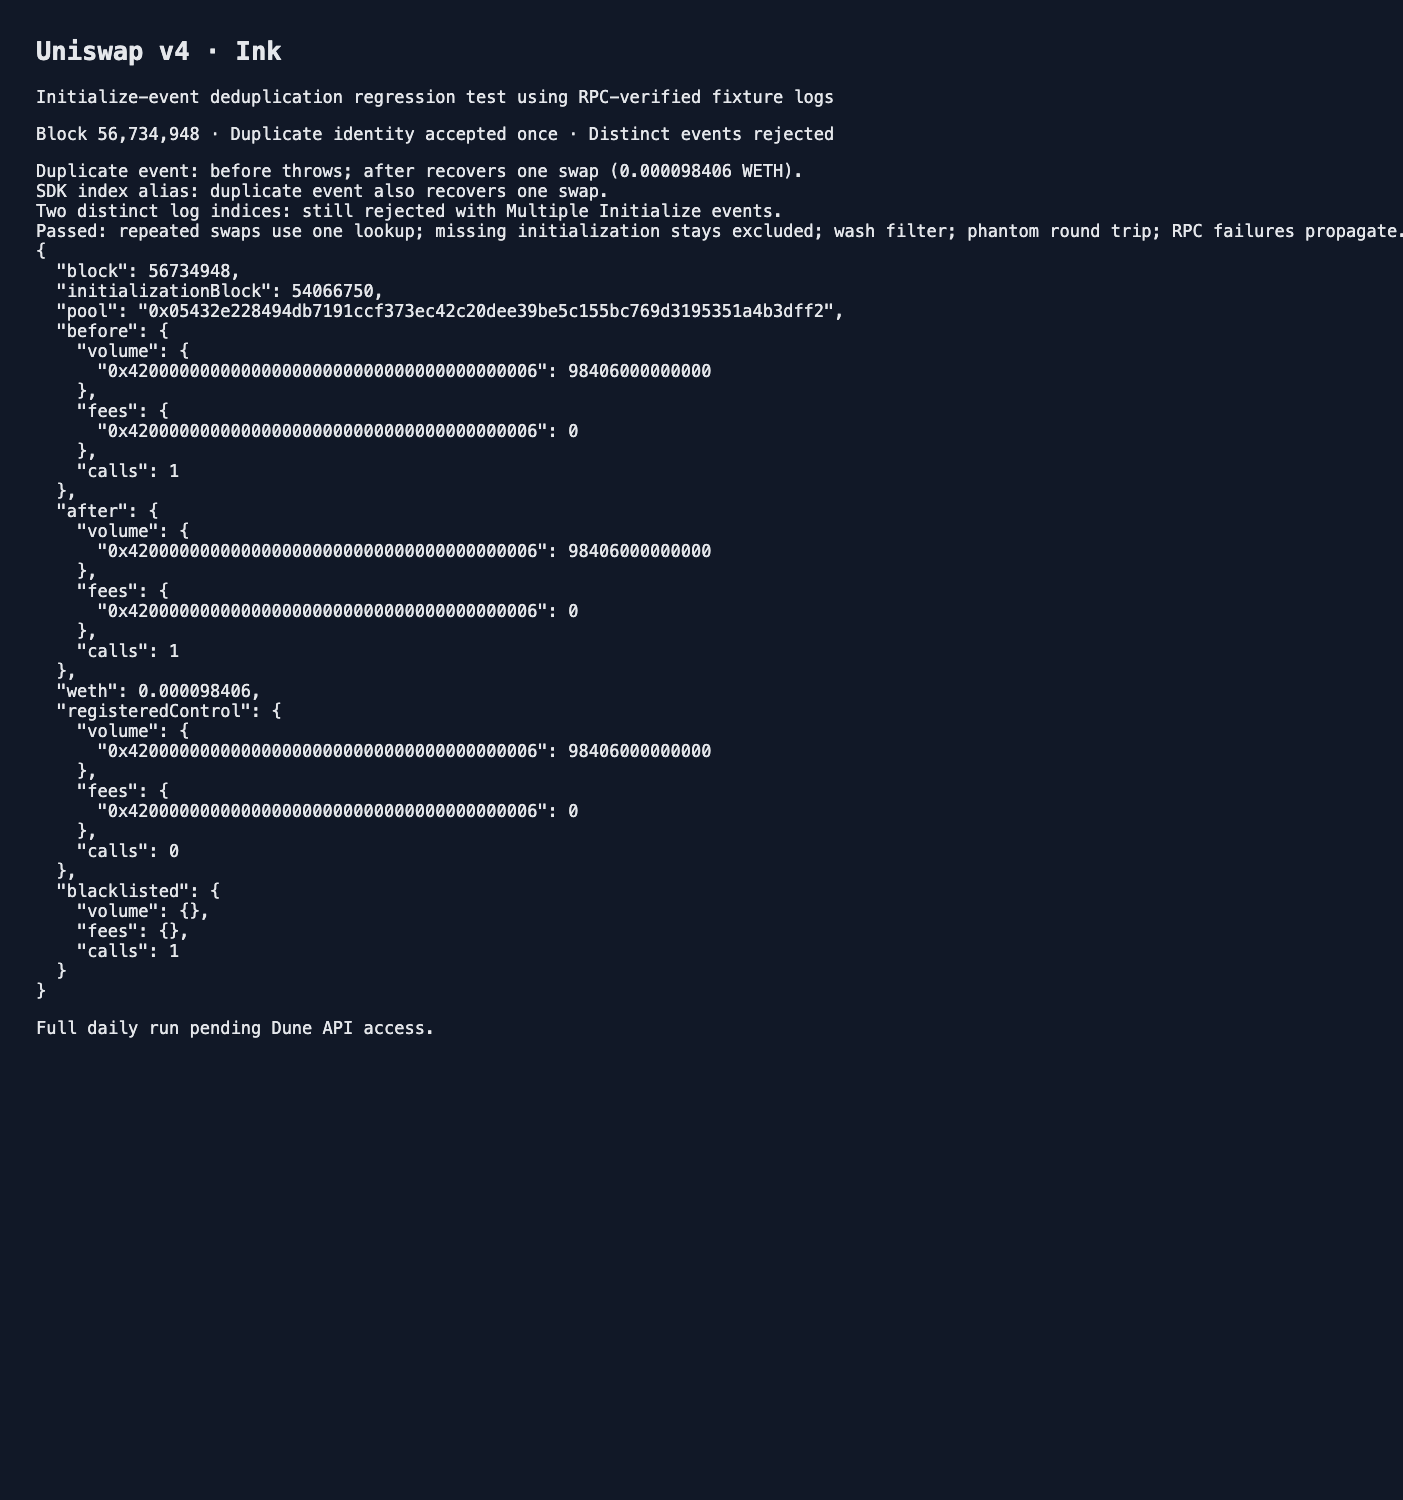 Uniswap v4 · Ink
Initialize-event deduplication regression test using RPC-verified fixture logs
Block 56,734,948 · Duplicate identity accepted once · Distinct events rejected
Duplicate event: before throws; after recovers one swap (0.000098406 WETH).
SDK index alias: duplicate event also recovers one swap.
Two distinct log indices: still rejected with Multiple Initialize events.
Passed: repeated swaps use one lookup; missing initialization stays excluded; wash filter; phantom round trip; RPC failures propagate.
{
  "block": 56734948,
  "initializationBlock": 54066750,
  "pool": "0x05432e228494db7191ccf373ec42c20dee39be5c155bc769d3195351a4b3dff2",
  "before": {
    "volume": {
      "0x4200000000000000000000000000000000000006": 98406000000000
    },
    "fees": {
      "0x4200000000000000000000000000000000000006": 0
    },
    "calls": 1
  },
  "after": {
    "volume": {
      "0x4200000000000000000000000000000000000006": 98406000000000
    },
    "fees": {
      "0x4200000000000000000000000000000000000006": 0
    },
    "calls": 1
  },
  "weth": 0.000098406,
  "registeredControl": {
    "volume": {
      "0x4200000000000000000000000000000000000006": 98406000000000
    },
    "fees": {
      "0x4200000000000000000000000000000000000006": 0
    },
    "calls": 0
  },
  "blacklisted": {
    "volume": {},
    "fees": {},
    "calls": 1
  }
}
Full daily run pending Dune API access.